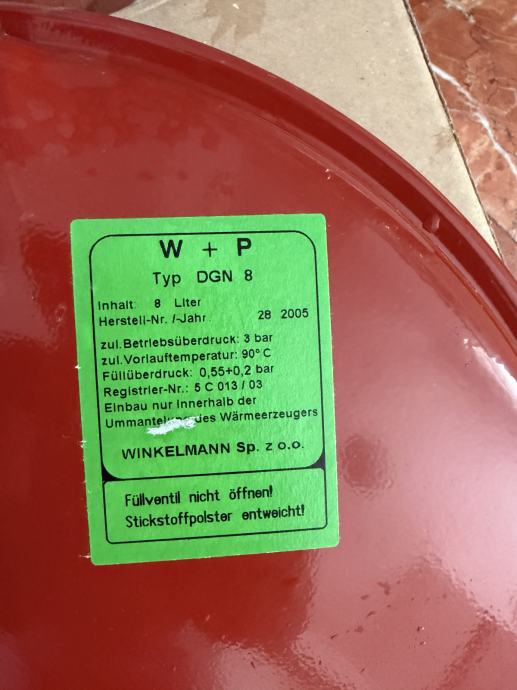 W + P
Typ DGN 8
Inhalt: 8 Liter
Herstell-Nr. /-Jahr. 28 2005
zul.Betriebsüberdruck: 3 bar
zul.Vorlauftemperatur: 90° C
Füllüberdruck: 0,55+0,2 bar
Registrier-Nr.: 5 C 013 / 03
Einbau nur innerhalb der
Ummantelung des Wärmeerzeugers
WINKELMANN Sp. z o.o.
Füllventil nicht öffnen!
Stickstoffpolster entweicht!